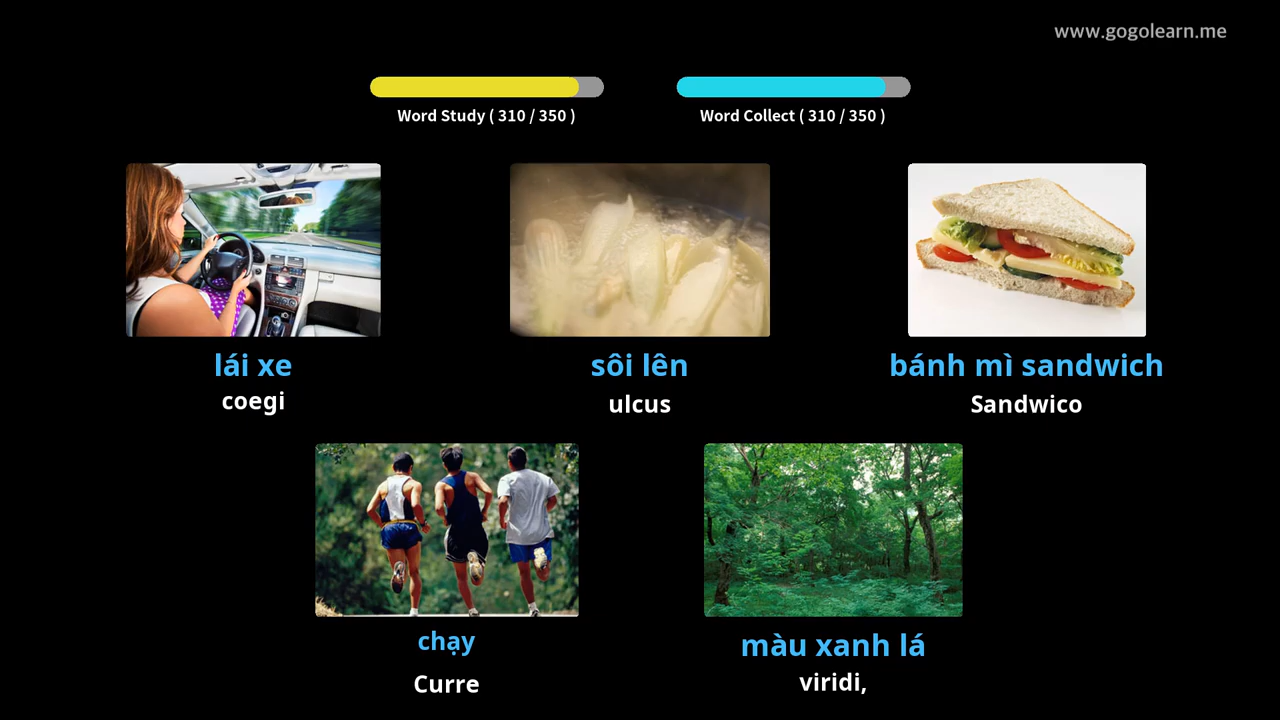 www.gogolearn.me
Word Study ( 310 / 350 )
Word Collect ( 310 / 350 )
lái xe
coegi
sôi lên
ulcus
bánh mì sandwich
Sandwico
chạy
Curre
màu xanh lá
viridi,